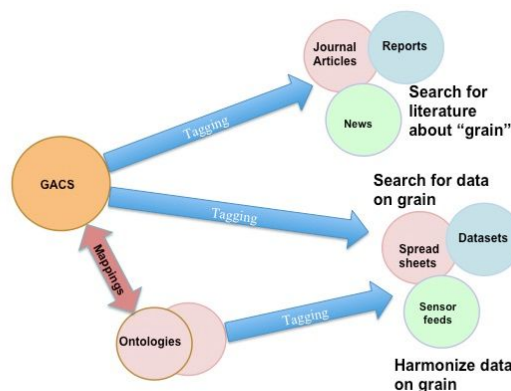 Journal
Articles
Reports
News
Search for
literature
about “grain”
Tagging
GACS
Search for data
on grain
Tagging
Datasets
Spread
sheets
Mappings
Sensor
feeds
Ontologies
Tagging
Harmonize data
on grain